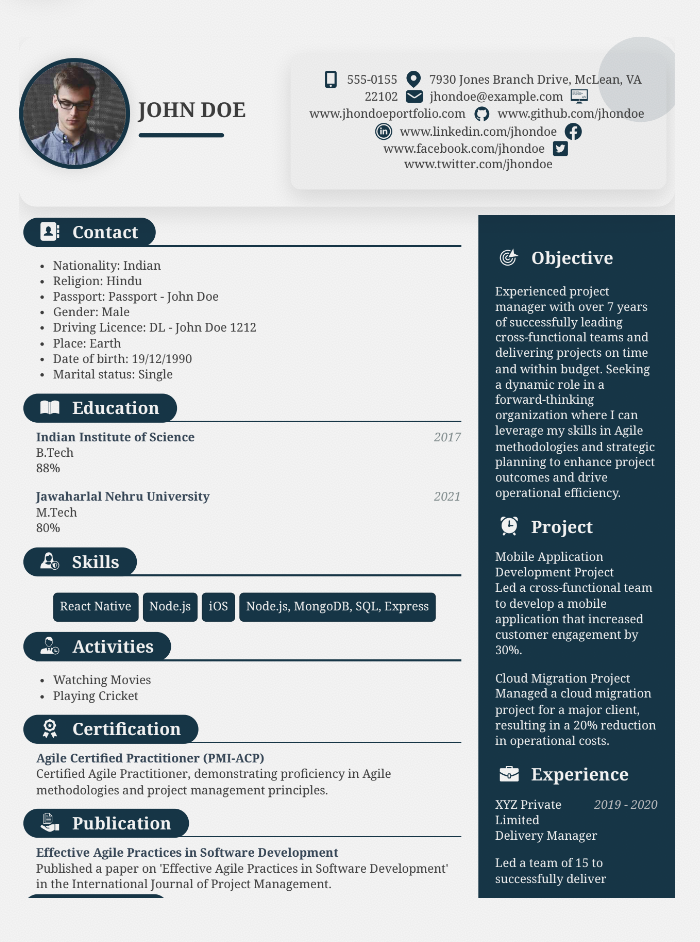 JOHN DOE
555-0155 7930 Jones Branch Drive, McLean, VA
22102 jhondoe@example.com
www.jhondoeportfolio.com www.github.com/jhondoe
www.linkedin.com/jhondoe
www.facebook.com/jhondoe
www.twitter.com/jhondoe
Contact
Nationality: Indian
Religion: Hindu
Passport: Passport - John Doe
Gender: Male
Driving Licence: DL - John Doe 1212
Place: Earth
Date of birth: 19/12/1990
Marital status: Single
Education
Indian Institute of Science 2017
B.Tech
88%
Jawaharlal Nehru University 2021
M.Tech
80%
Skills
React Native Node.js iOS Node.js, MongoDB, SQL, Express
Activities
Watching Movies
Playing Cricket
Certification
Agile Certified Practitioner (PMI-ACP)
Certified Agile Practitioner, demonstrating proficiency in Agile
methodologies and project management principles.
Publication
Effective Agile Practices in Software Development
Published a paper on 'Effective Agile Practices in Software Development'
in the International Journal of Project Management.
Objective
Experienced project
manager with over 7 years
of successfully leading
cross-functional teams and
delivering projects on time
and within budget. Seeking
a dynamic role in a
forward-thinking
organization where I can
leverage my skills in Agile
methodologies and strategic
planning to enhance project
outcomes and drive
operational efficiency.
Project
Mobile Application
Development Project
Led a cross-functional team
to develop a mobile
application that increased
customer engagement by
30%.
Cloud Migration Project
Managed a cloud migration
project for a major client,
resulting in a 20% reduction
in operational costs.
Experience
XYZ Private 2019 - 2020
Limited
Delivery Manager
Led a team of 15 to
successfully deliver